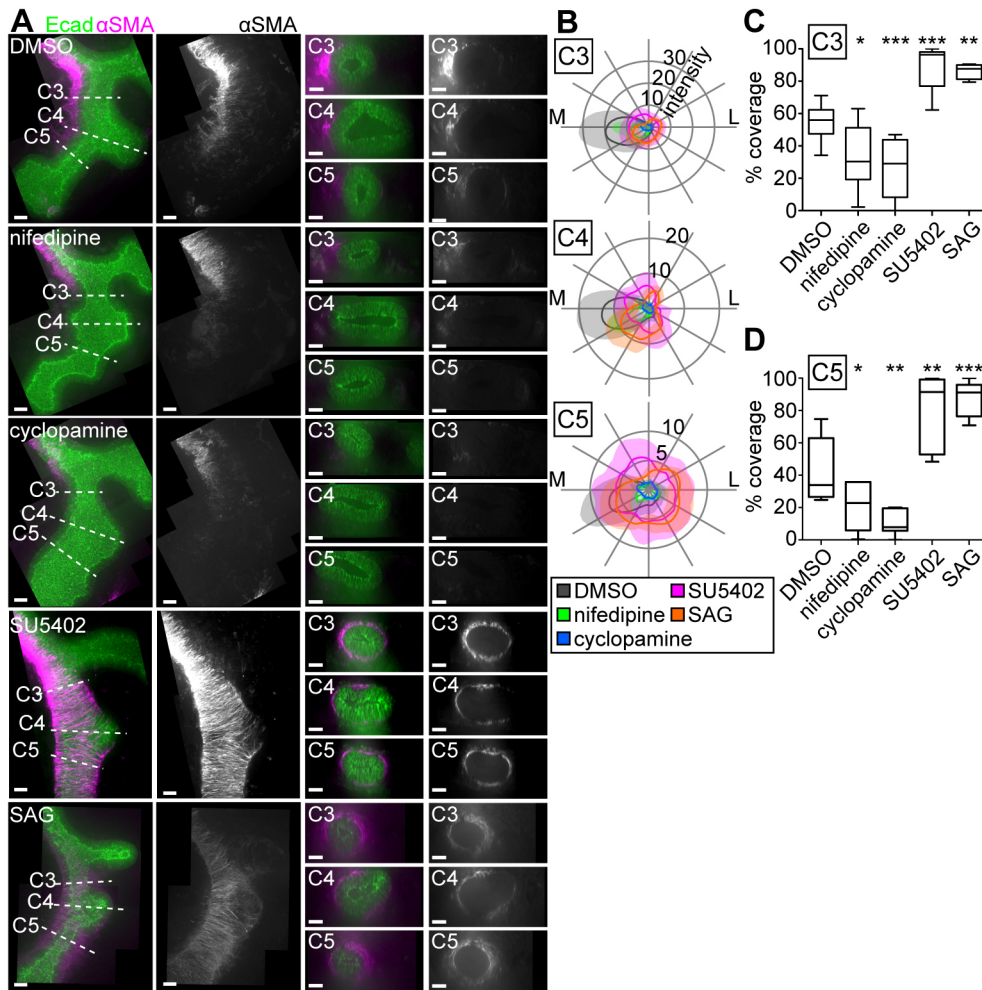 A Ecad αSMA αSMA
DMSO
C3
C4
C5
C3 C3
C4 C4
C5 C5
nifedipine
C3
C4
C5
C3 C3
C4 C4
C5 C5
cyclopamine
C3
C4
C5
C3 C3
C4 C4
C5 C5
SU5402
C3
C4
C5
C3 C3
C4 C4
C5 C5
SAG
C3
C4
C5
C3 C3
C4 C4
C5 C5
B
C3
30
20
10
intensity
M L
C4
20
10
M L
C5
10
5
M L
DMSO SU5402
nifedipine SAG
cyclopamine
C
C3 * *** *** **
% coverage
100
80
60
40
20
0
DMSO
nifedipine
cyclopamine
SU5402
SAG
D
C5 * ** ** ***
% coverage
100
80
60
40
20
0
DMSO
nifedipine
cyclopamine
SU5402
SAG